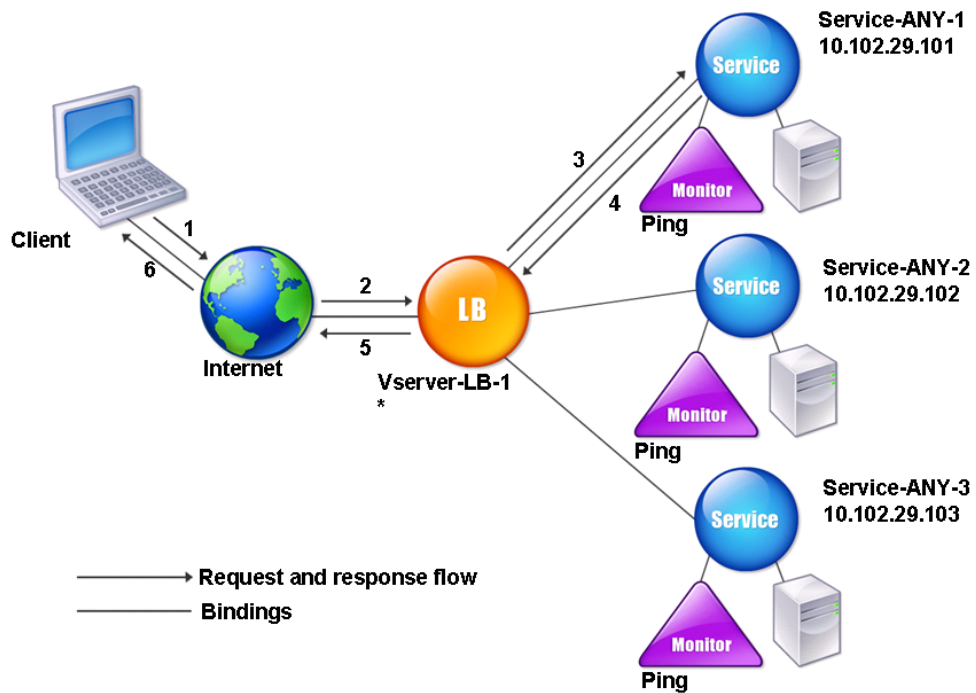 Service-ANY-1
10.102.29.101
Service
3
4
Monitor
Ping
Client
1
6
2
LB
5
Internet
Vserver-LB-1
*
Service-ANY-2
10.102.29.102
Service
Monitor
Ping
Service-ANY-3
10.102.29.103
Service
Monitor
Ping
Request and response flow
Bindings